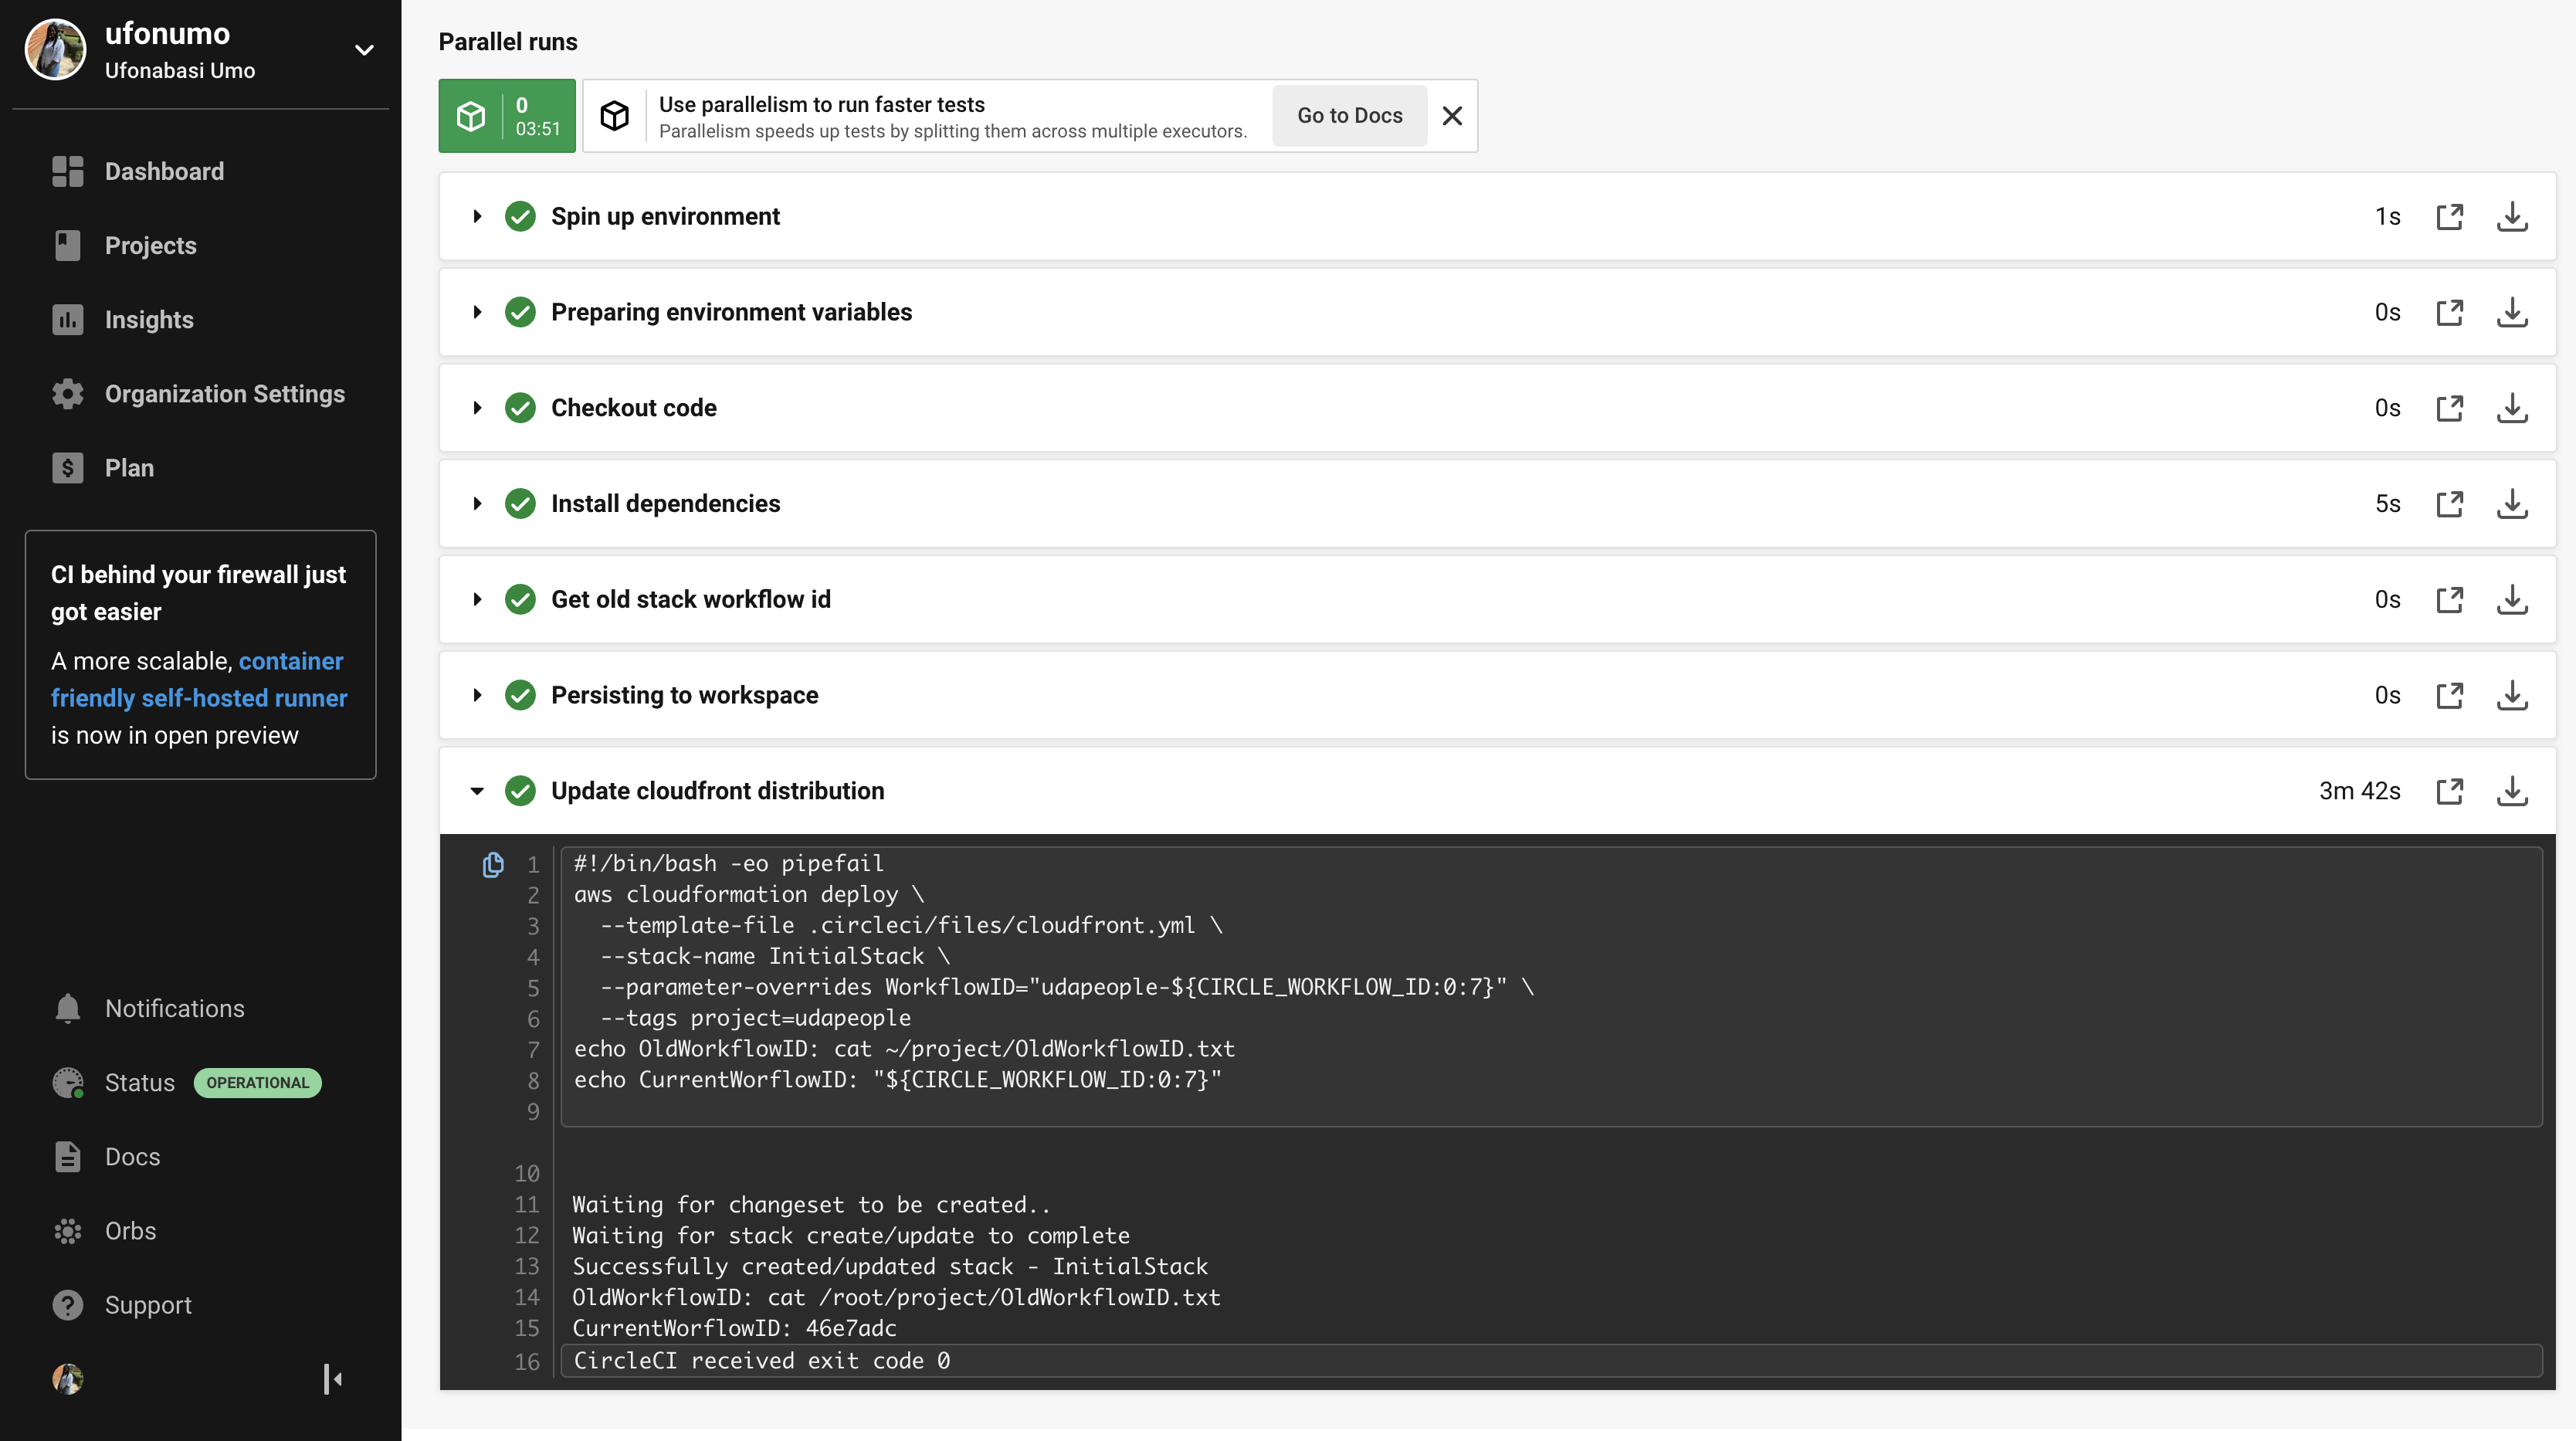 ufonumo
Ufonabasi Umo
Dashboard
Projects
Insights
Organization Settings
Plan
CI behind your firewall just
got easier
A more scalable, container
friendly self-hosted runner
is now in open preview
Notifications
Status OPERATIONAL
Docs
Orbs
Support
Parallel runs
0
03:51
Use parallelism to run faster tests
Parallelism speeds up tests by splitting them across multiple executors.
Go to Docs
Spin up environment 1s
Preparing environment variables 0s
Checkout code 0s
Install dependencies 5s
Get old stack workflow id 0s
Persisting to workspace 0s
Update cloudfront distribution 3m 42s
1 #!/bin/bash -eo pipefail
2 aws cloudformation deploy \
3 --template-file .circleci/files/cloudfront.yml \
4 --stack-name InitialStack \
5 --parameter-overrides WorkflowID="udapeople-${CIRCLE_WORKFLOW_ID:0:7}" \
6 --tags project=udapeople
7 echo OldWorkflowID: cat ~/project/OldWorkflowID.txt
8 echo CurrentWorflowID: "${CIRCLE_WORKFLOW_ID:0:7}"
9
10
11 Waiting for changeset to be created..
12 Waiting for stack create/update to complete
13 Successfully created/updated stack - InitialStack
14 OldWorkflowID: cat /root/project/OldWorkflowID.txt
15 CurrentWorflowID: 46e7adc
16 CircleCI received exit code 0